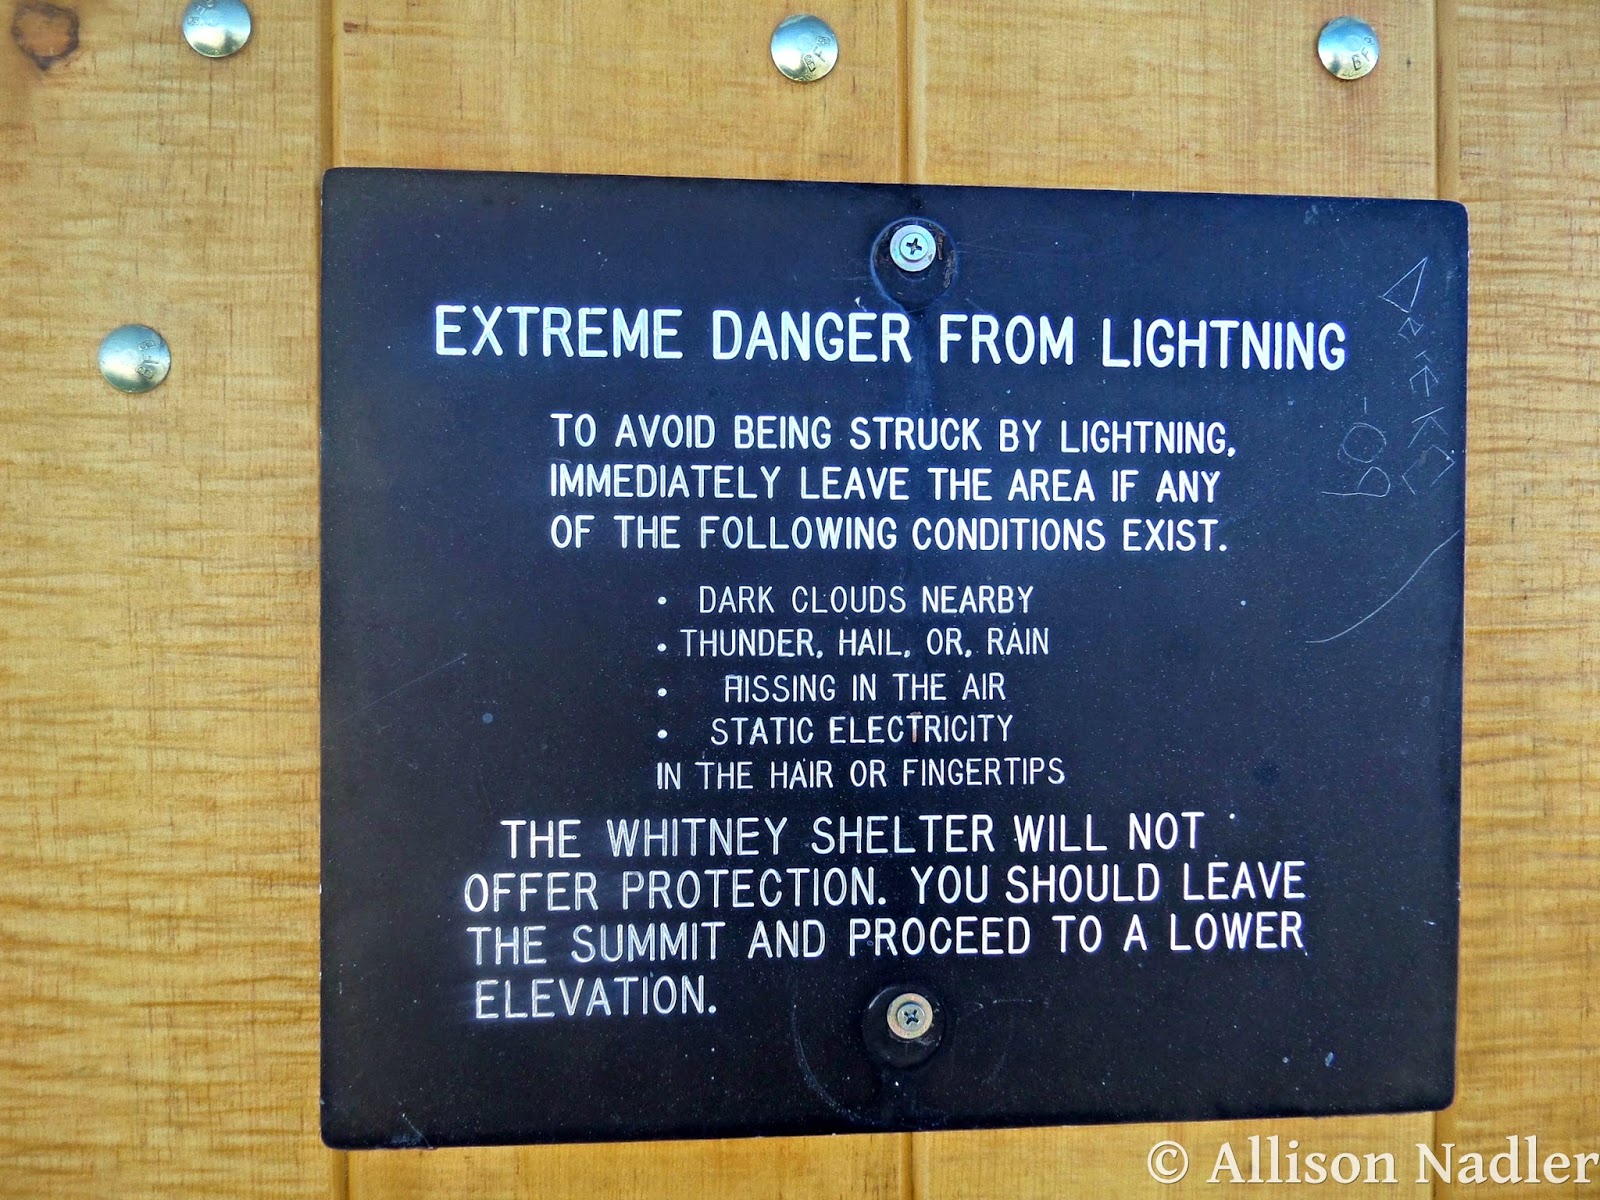 EXTREME DANGER FROM LIGHTNING
TO AVOID BEING STRUCK BY LIGHTNING,
IMMEDIATELY LEAVE THE AREA IF ANY
OF THE FOLLOWING CONDITIONS EXIST.
• DARK CLOUDS NEARBY
• THUNDER, HAIL, OR, RAIN
• HISSING IN THE AIR
• STATIC ELECTRICITY
IN THE HAIR OR FINGERTIPS
THE WHITNEY SHELTER WILL NOT
OFFER PROTECTION. YOU SHOULD LEAVE
THE SUMMIT AND PROCEED TO A LOWER
ELEVATION.
© Allison Nadler